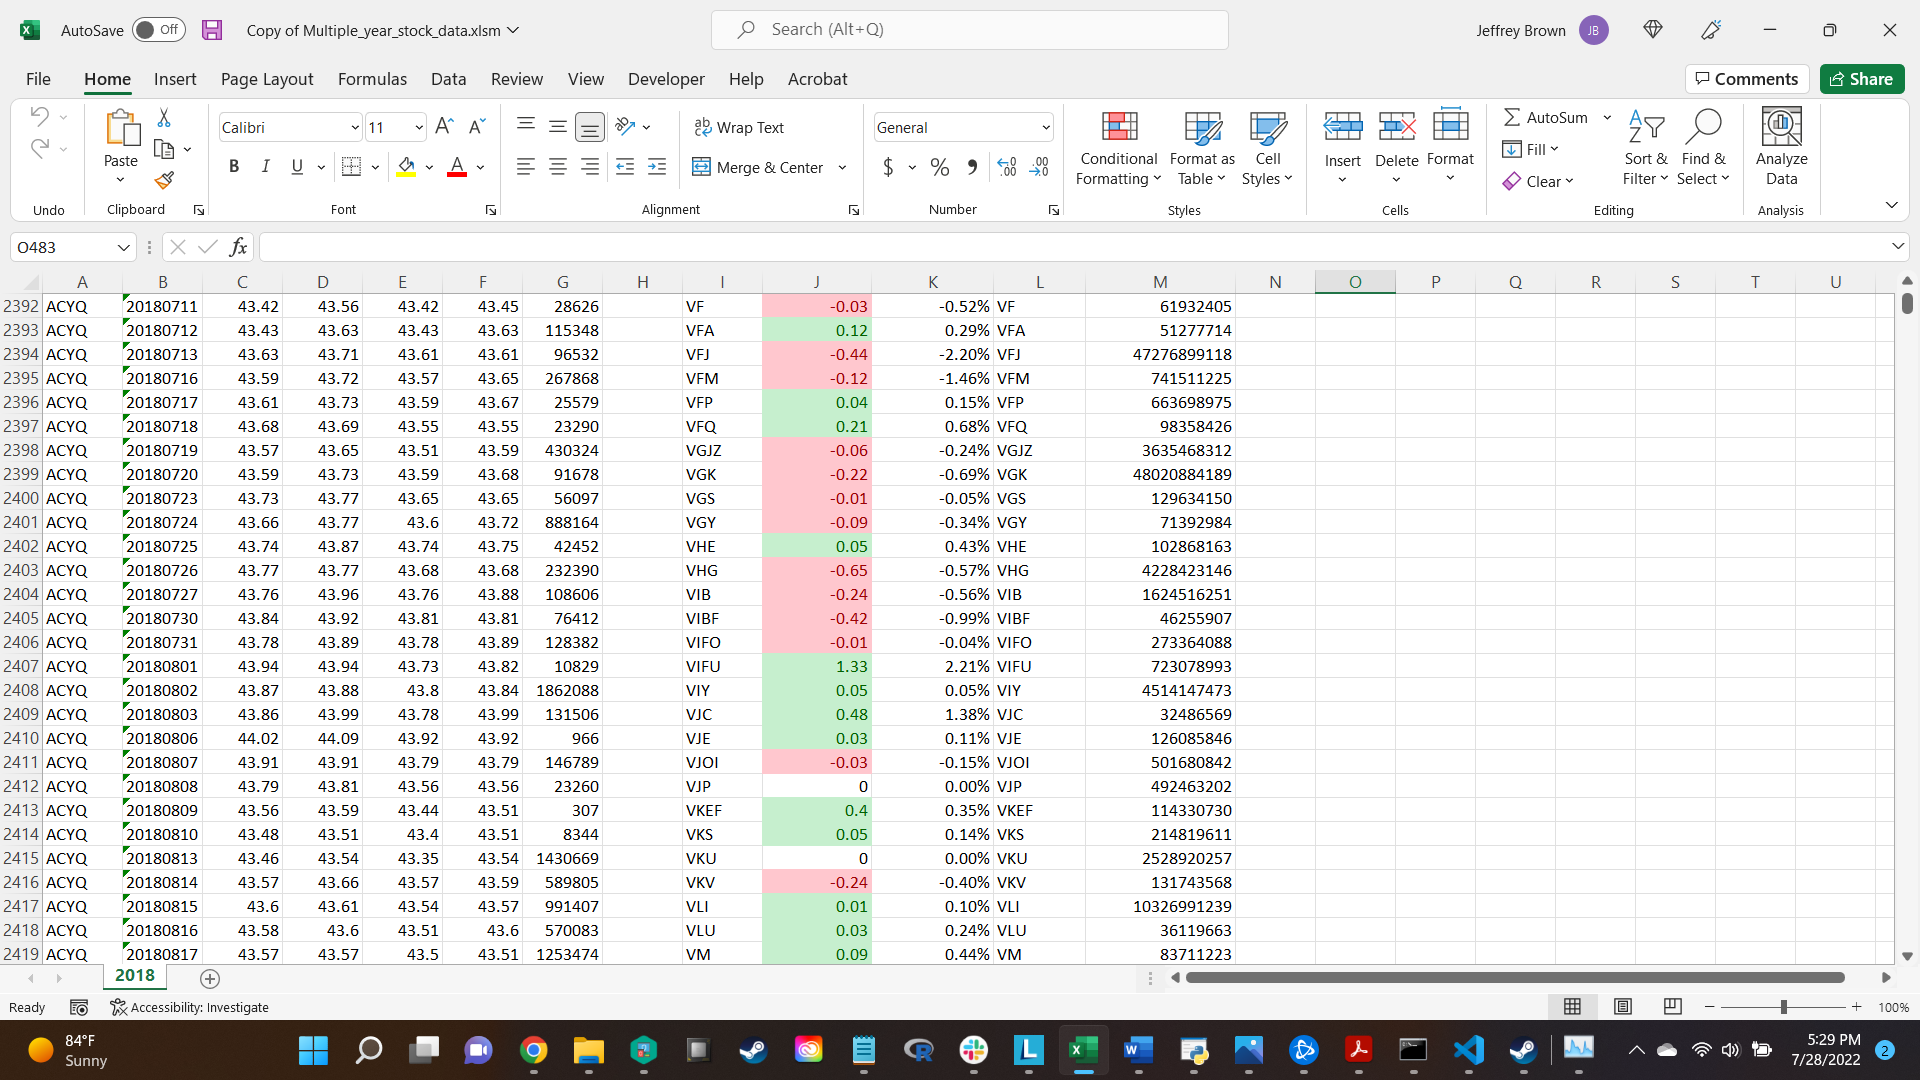 AutoSave Off Copy of Multiple_year_stock_data.xlsm Search (Alt+Q) Jeffrey Brown JB
File Home Insert Page Layout Formulas Data Review View Developer Help Acrobat Comments Share
Paste Calibri 11 B I U A Wrap Text Merge & Center General $ % Conditional Formatting Format as Table Cell Styles Insert Delete Format AutoSum Fill Clear Sort & Filter Find & Select Analyze Data
Undo Clipboard Font Alignment Number Styles Cells Editing Analysis
O483 fx
A B C D E F G H I J K L M N O P Q R S T U
2392 ACYQ 20180711 43.42 43.56 43.42 43.45 28626 VF -0.03 -0.52% VF 61932405
2393 ACYQ 20180712 43.43 43.63 43.43 43.63 115348 VFA 0.12 0.29% VFA 51277714
2394 ACYQ 20180713 43.63 43.71 43.61 43.61 96532 VFJ -0.44 -2.20% VFJ 47276899118
2395 ACYQ 20180716 43.59 43.72 43.57 43.65 267868 VFM -0.12 -1.46% VFM 741511225
2396 ACYQ 20180717 43.61 43.73 43.59 43.67 25579 VFP 0.04 0.15% VFP 663698975
2397 ACYQ 20180718 43.68 43.69 43.55 43.55 23290 VFQ 0.21 0.68% VFQ 98358426
2398 ACYQ 20180719 43.57 43.65 43.51 43.59 430324 VGJZ -0.06 -0.24% VGJZ 3635468312
2399 ACYQ 20180720 43.59 43.73 43.59 43.68 91678 VGK -0.22 -0.69% VGK 48020884189
2400 ACYQ 20180723 43.73 43.77 43.65 43.65 56097 VGS -0.01 -0.05% VGS 129634150
2401 ACYQ 20180724 43.66 43.77 43.6 43.72 888164 VGY -0.09 -0.34% VGY 71392984
2402 ACYQ 20180725 43.74 43.87 43.74 43.75 42452 VHE 0.05 0.43% VHE 102868163
2403 ACYQ 20180726 43.77 43.77 43.68 43.68 232390 VHG -0.65 -0.57% VHG 4228423146
2404 ACYQ 20180727 43.76 43.96 43.76 43.88 108606 VIB -0.24 -0.56% VIB 1624516251
2405 ACYQ 20180730 43.84 43.92 43.81 43.81 76412 VIBF -0.42 -0.99% VIBF 46255907
2406 ACYQ 20180731 43.78 43.89 43.78 43.89 128382 VIFO -0.01 -0.04% VIFO 273364088
2407 ACYQ 20180801 43.94 43.94 43.73 43.82 10829 VIFU 1.33 2.21% VIFU 723078993
2408 ACYQ 20180802 43.87 43.88 43.8 43.84 1862088 VIY 0.05 0.05% VIY 4514147473
2409 ACYQ 20180803 43.86 43.99 43.78 43.99 131506 VJC 0.48 1.38% VJC 32486569
2410 ACYQ 20180806 44.02 44.09 43.92 43.92 966 VJE 0.03 0.11% VJE 126085846
2411 ACYQ 20180807 43.91 43.91 43.79 43.79 146789 VJOI -0.03 -0.15% VJOI 501680842
2412 ACYQ 20180808 43.79 43.81 43.56 43.56 23260 VJP 0 0.00% VJP 492463202
2413 ACYQ 20180809 43.56 43.59 43.44 43.51 307 VKEF 0.4 0.35% VKEF 114330730
2414 ACYQ 20180810 43.48 43.51 43.4 43.51 8344 VKS 0.05 0.14% VKS 214819611
2415 ACYQ 20180813 43.46 43.54 43.35 43.54 1430669 VKU 0 0.00% VKU 2528920257
2416 ACYQ 20180814 43.57 43.66 43.57 43.59 589805 VKV -0.24 -0.40% VKV 131743568
2417 ACYQ 20180815 43.6 43.61 43.54 43.57 991407 VLI 0.01 0.10% VLI 10326991239
2418 ACYQ 20180816 43.58 43.6 43.51 43.6 570083 VLU 0.03 0.24% VLU 36119663
2419 ACYQ 20180817 43.57 43.57 43.5 43.51 1253474 VM 0.09 0.44% VM 83711223
2018
Ready Accessibility: Investigate 100%
84°F
Sunny
5:29 PM
7/28/2022
2